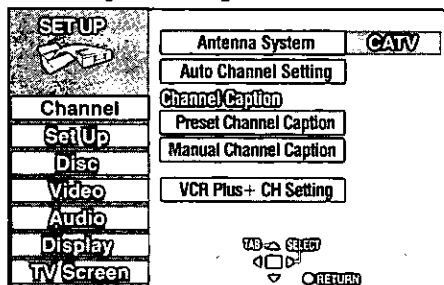 SET UP
Channel
Set Up
Disc
Video
Audio
Display
TV Screen
Antenna System CATV
Auto Channel Setting
Channel Caption
Preset Channel Caption
Manual Channel Caption
VCR Plus+ CH Setting
TAB SELECT
RETURN